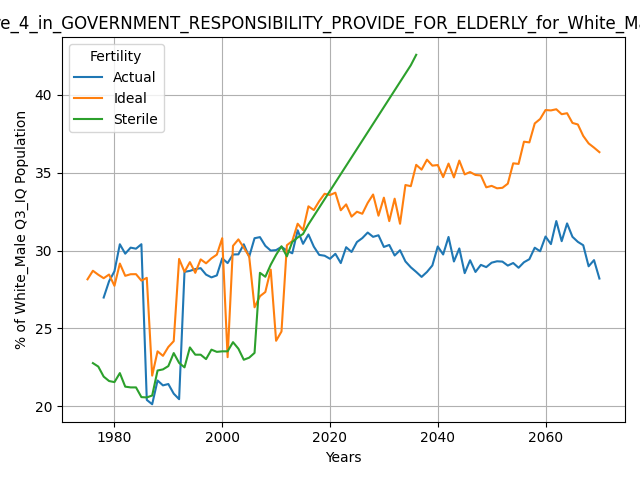 re_4_in_GOVERNMENT_RESPONSIBILITY_PROVIDE_FOR_ELDERLY_for_White_Ma
Fertility
Actual
Ideal
Sterile
% of White_Male Q3_IQ Population
40
35
30
25
20
1980 2000 2020 2040 2060
Years